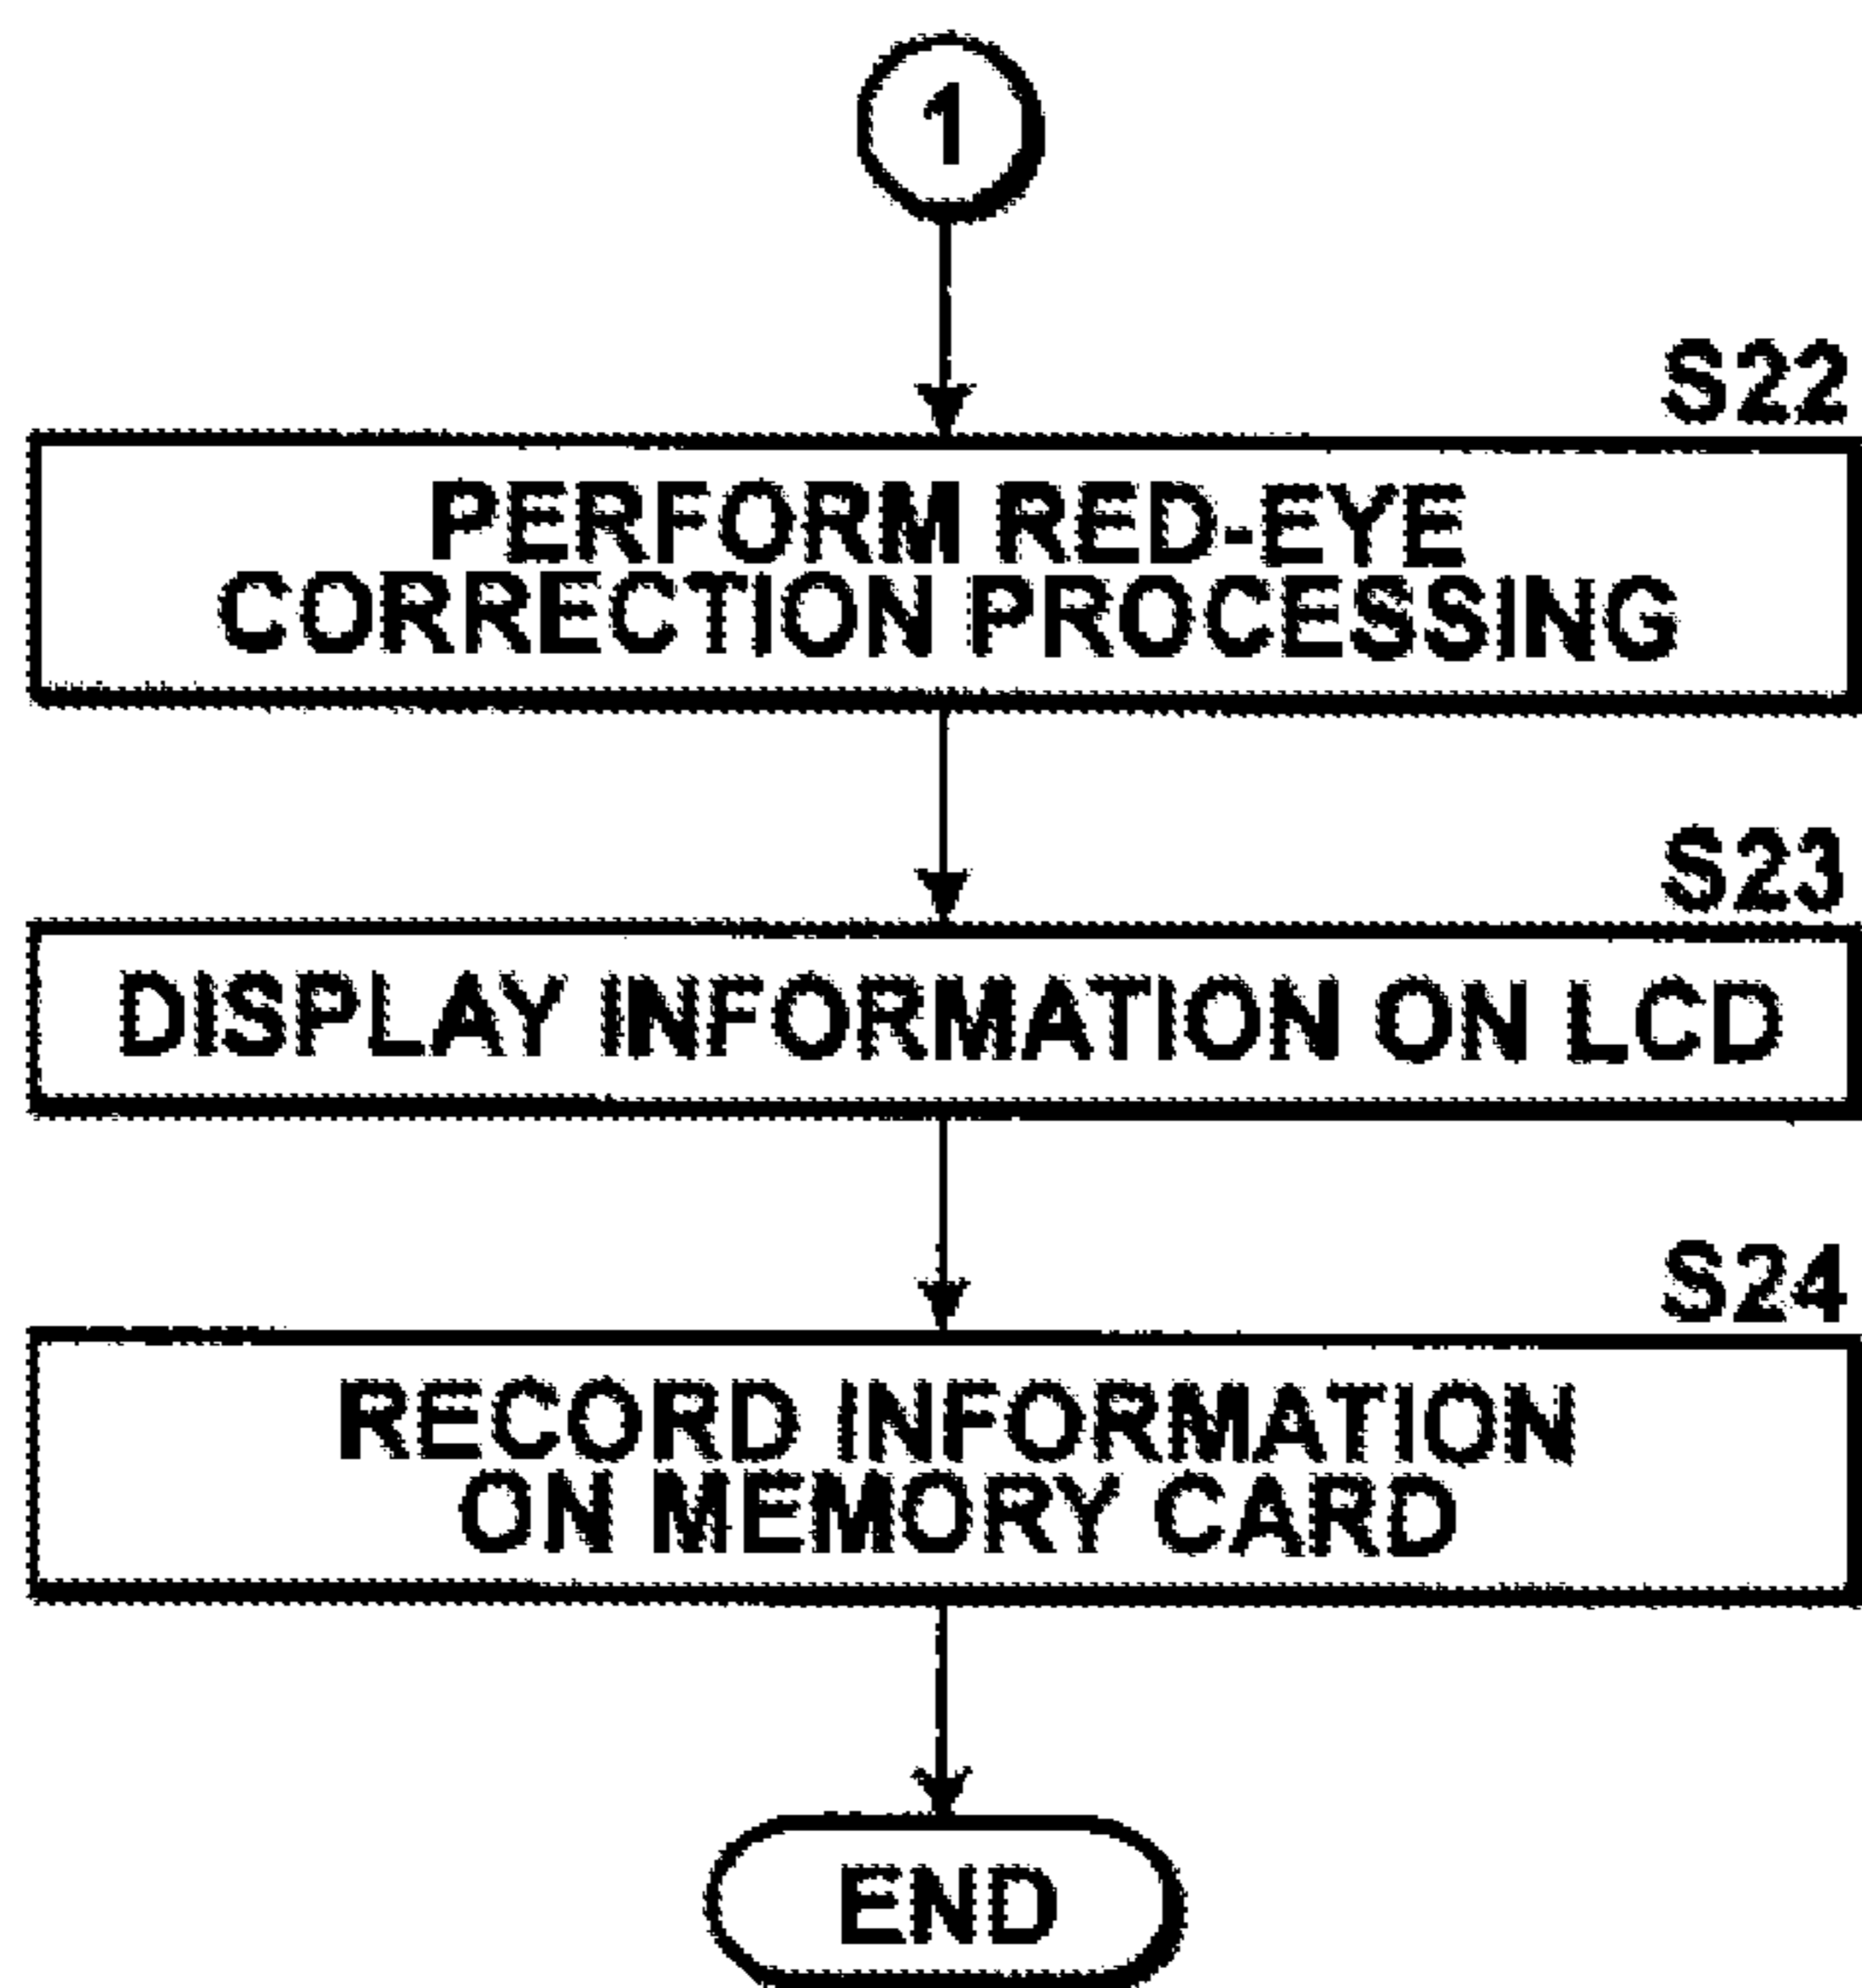 1
S22
PERFORM RED-EYE
CORRECTION PROCESSING
S23
DISPLAY INFORMATION ON LCD
S24
RECORD INFORMATION
ON MEMORY CARD
END